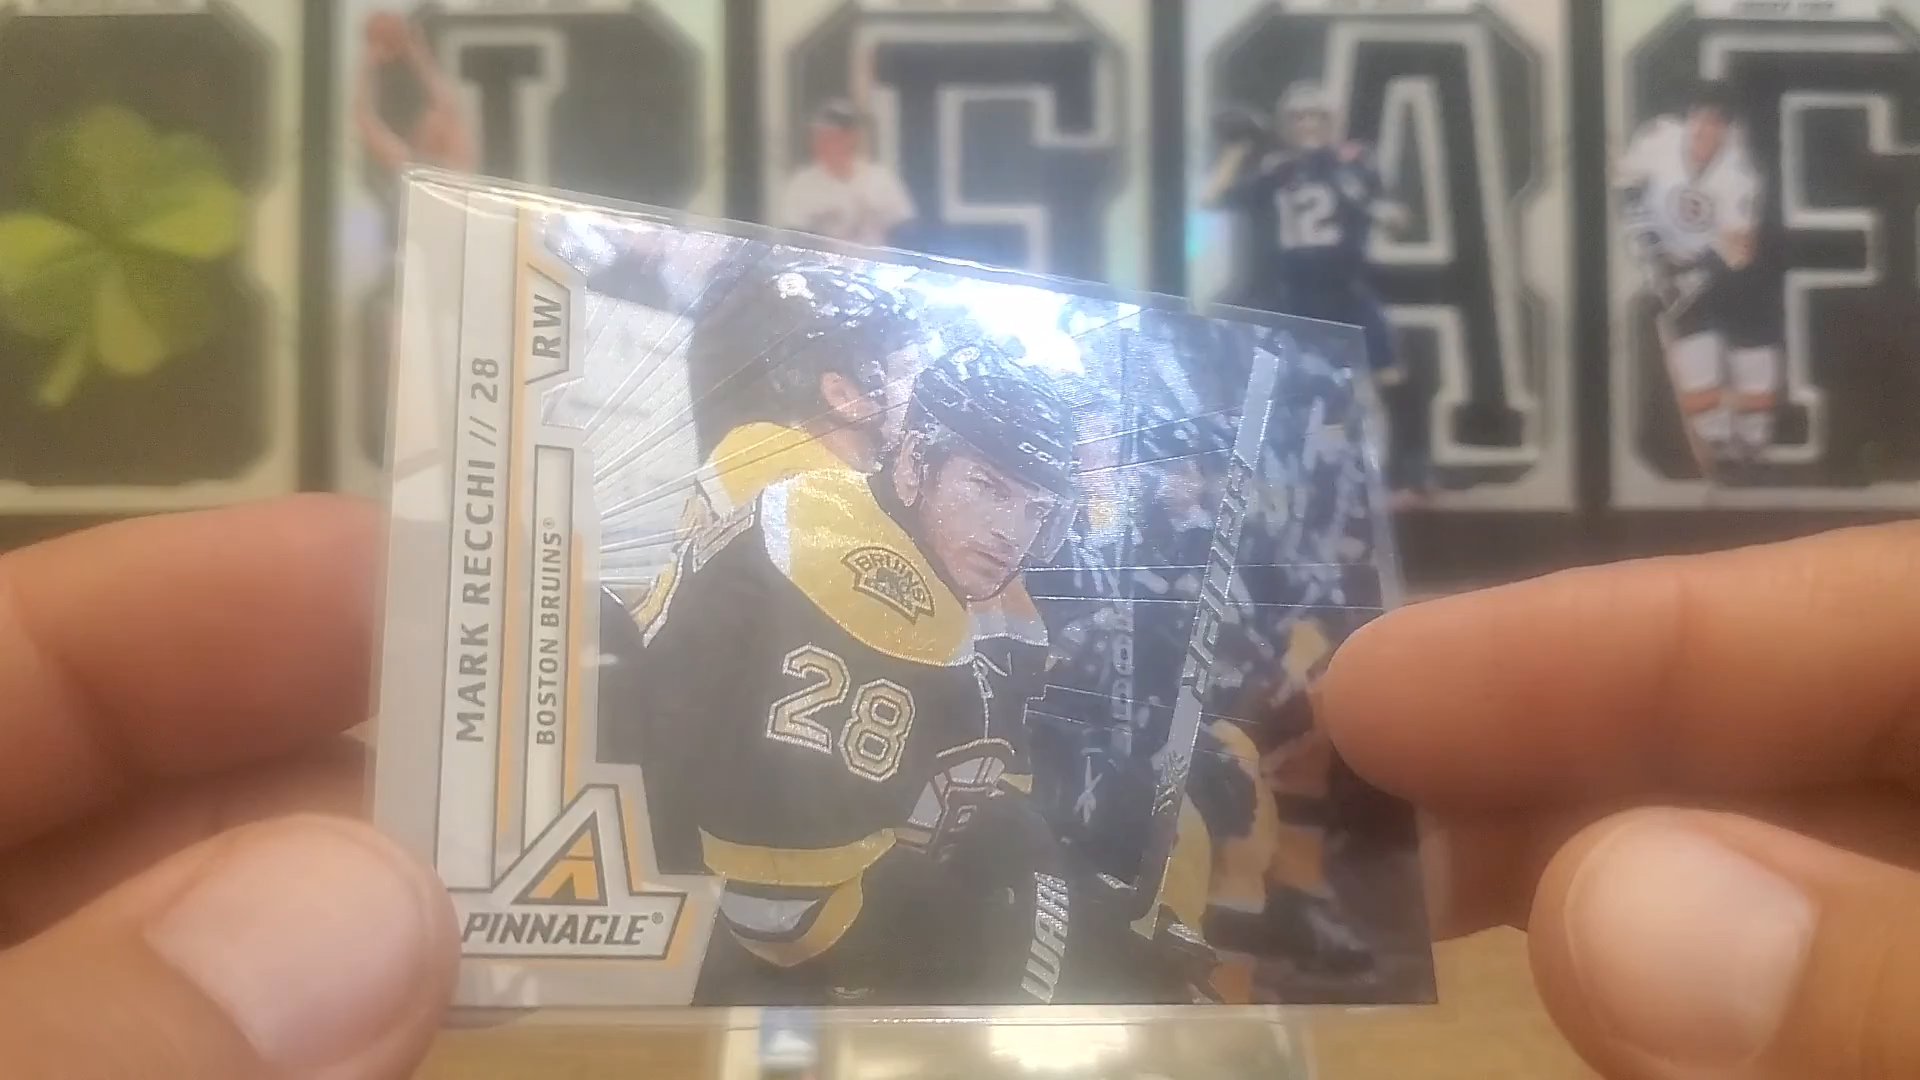 MARK RECCHI // 28
RW
BOSTON BRUINS®
PINNACLE®
BRUINS
28
12
L E A F